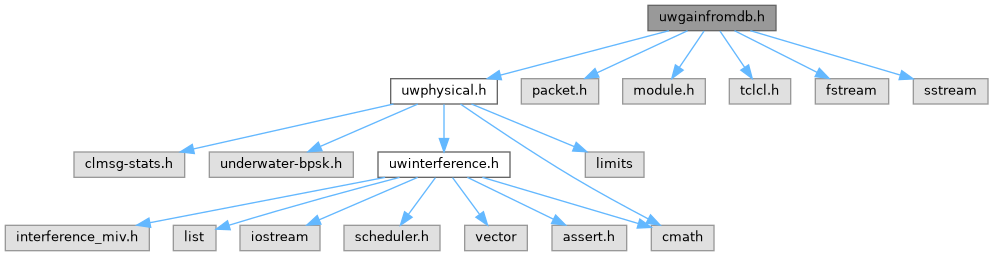 uwgainfromdb.h
uwphysical.h
packet.h
module.h
tclcl.h
fstream
sstream
clmsg-stats.h
underwater-bpsk.h
uwinterference.h
limits
interference_miv.h
list
iostream
scheduler.h
vector
assert.h
cmath